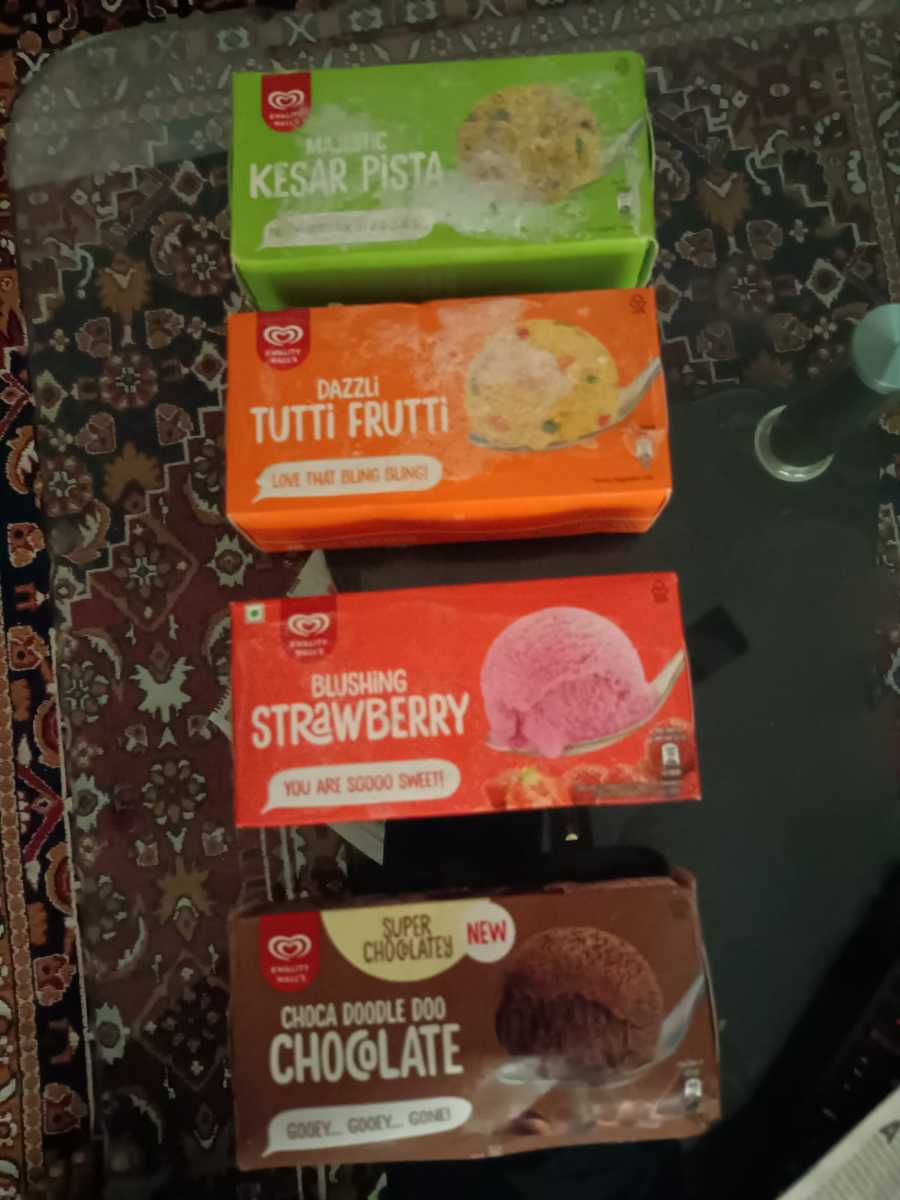 KWALITY
WALL'S
MAJESTIC
KESAR PISTA
KWALITY
WALL'S
DAZZLI
TUTTI FRUTTI
LOVE THAT BLING BLING!
KWALITY
WALL'S
BLUSHING
STRAWBERRY
YOU ARE SOOOO SWEET!
KWALITY
WALL'S
SUPER
CHOCOLATEY
NEW
CHOCA DOODLE DOO
CHOCOLATE
GOOEY... GOOEY... GONE!